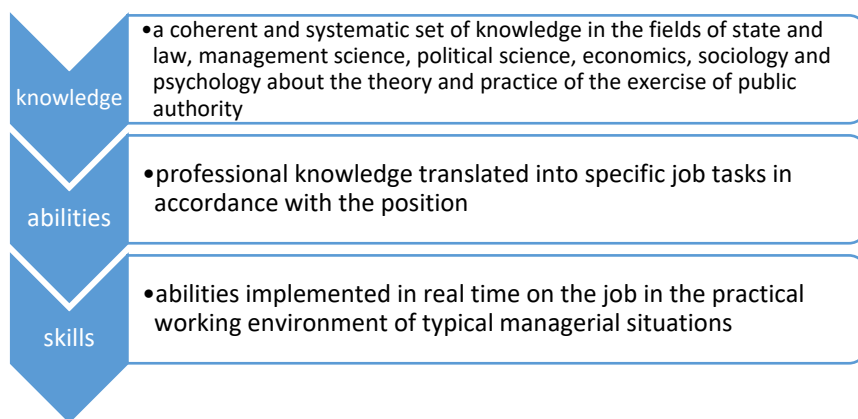 knowledge
•a coherent and systematic set of knowledge in the fields of state and
law, management science, political science, economics, sociology and
psychology about the theory and practice of the exercise of public
authority
abilities
•professional knowledge translated into specific job tasks in
accordance with the position
skills
•abilities implemented in real time on the job in the practical
working environment of typical managerial situations